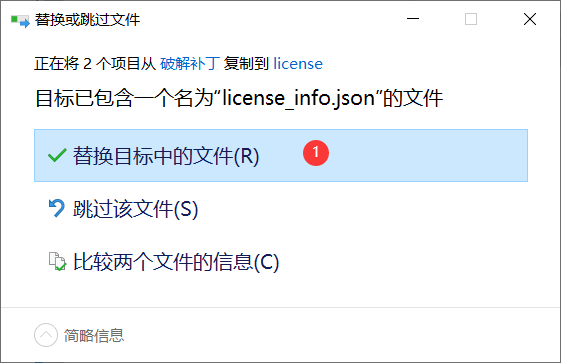 替换或跳过文件
正在将 2 个项目从 破解补丁 复制到 license
目标已包含一个名为“license_info.json”的文件
替换目标中的文件(R)
1
跳过该文件(S)
比较两个文件的信息(C)
简略信息